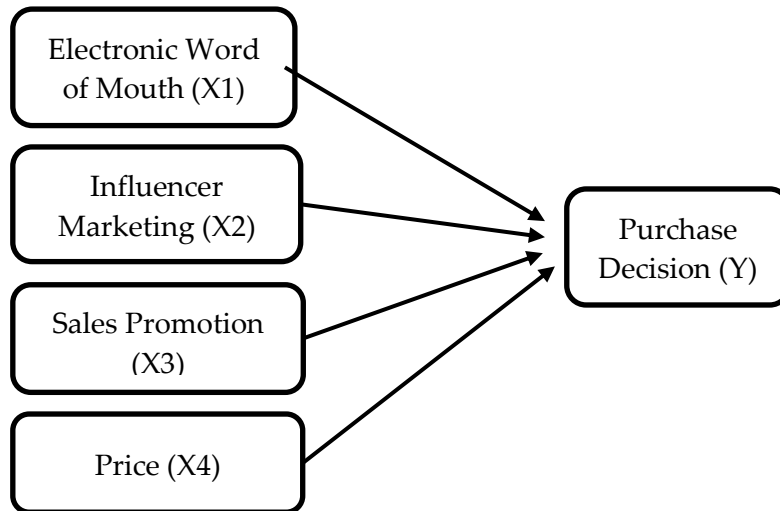 Electronic Word
of Mouth (X1)
Influencer
Marketing (X2)
Sales Promotion
(X3)
Price (X4)
Purchase
Decision (Y)